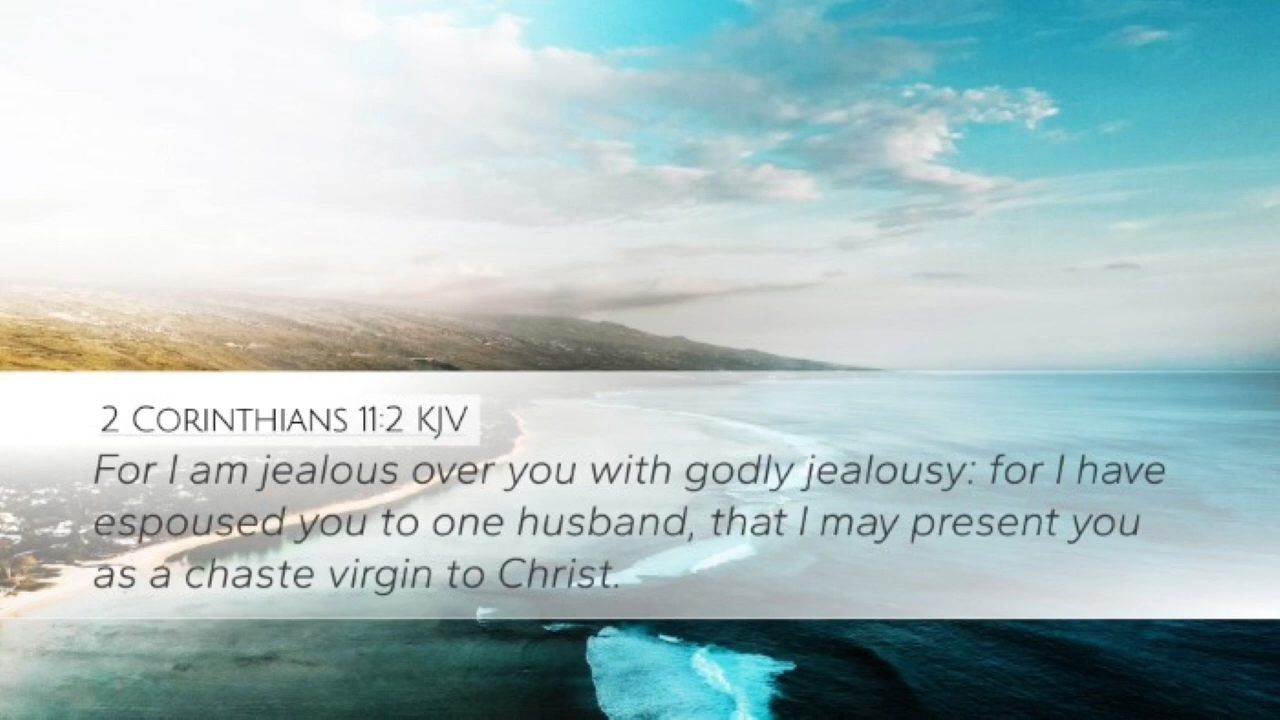 2 Corinthians 11:2 KJV
For I am jealous over you with godly jealousy: for I have
espoused you to one husband, that I may present you
as a chaste virgin to Christ.